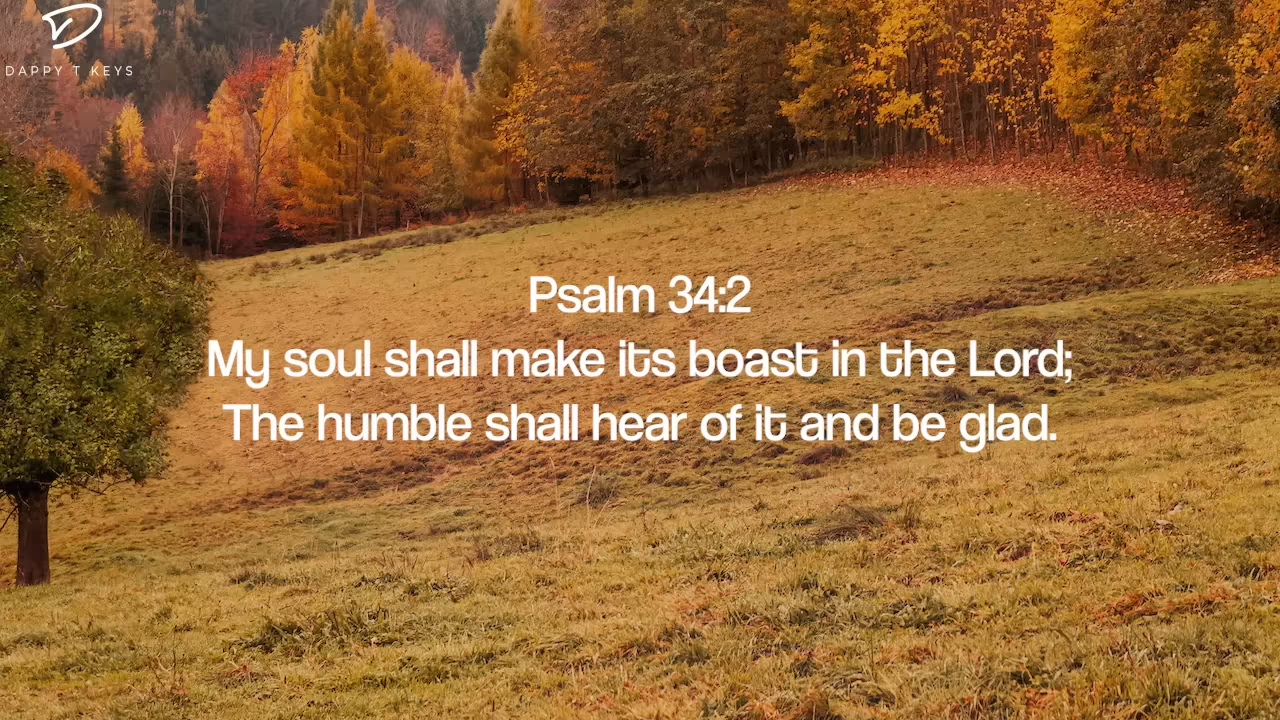 DAPPY T KEYS
Psalm 34:2
My soul shall make its boast in the Lord;
The humble shall hear of it and be glad.